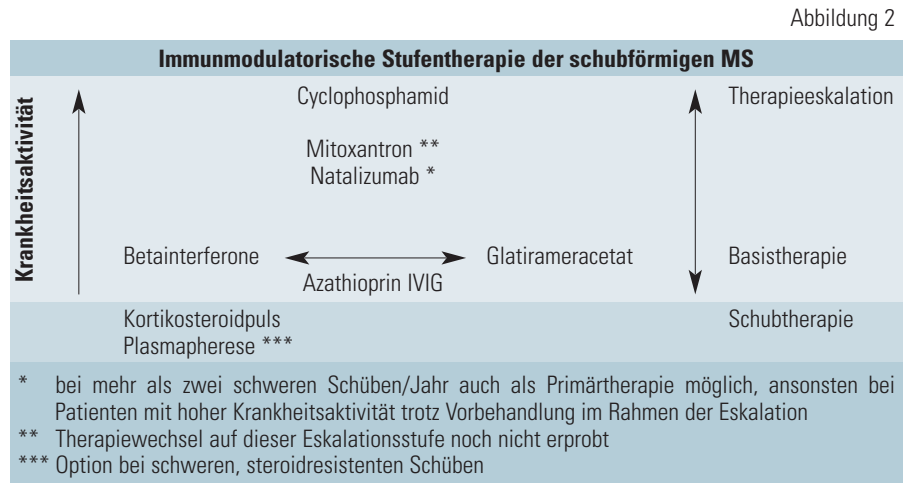 Abbildung 2
Immunmodulatorische Stufentherapie der schubförmigen MS
Krankheitsaktivität
Cyclophosphamid
Therapieeskalation
Mitoxantron **
Natalizumab *
Betainterferone
Glatirameracetat
Basistherapie
Azathioprin IVIG
Kortikosteroidpuls
Schubtherapie
Plasmapherese ***
* bei mehr als zwei schweren Schüben/Jahr auch als Primärtherapie möglich, ansonsten bei
Patienten mit hoher Krankheitsaktivität trotz Vorbehandlung im Rahmen der Eskalation
** Therapiewechsel auf dieser Eskalationsstufe noch nicht erprobt
*** Option bei schweren, steroidresistenten Schüben